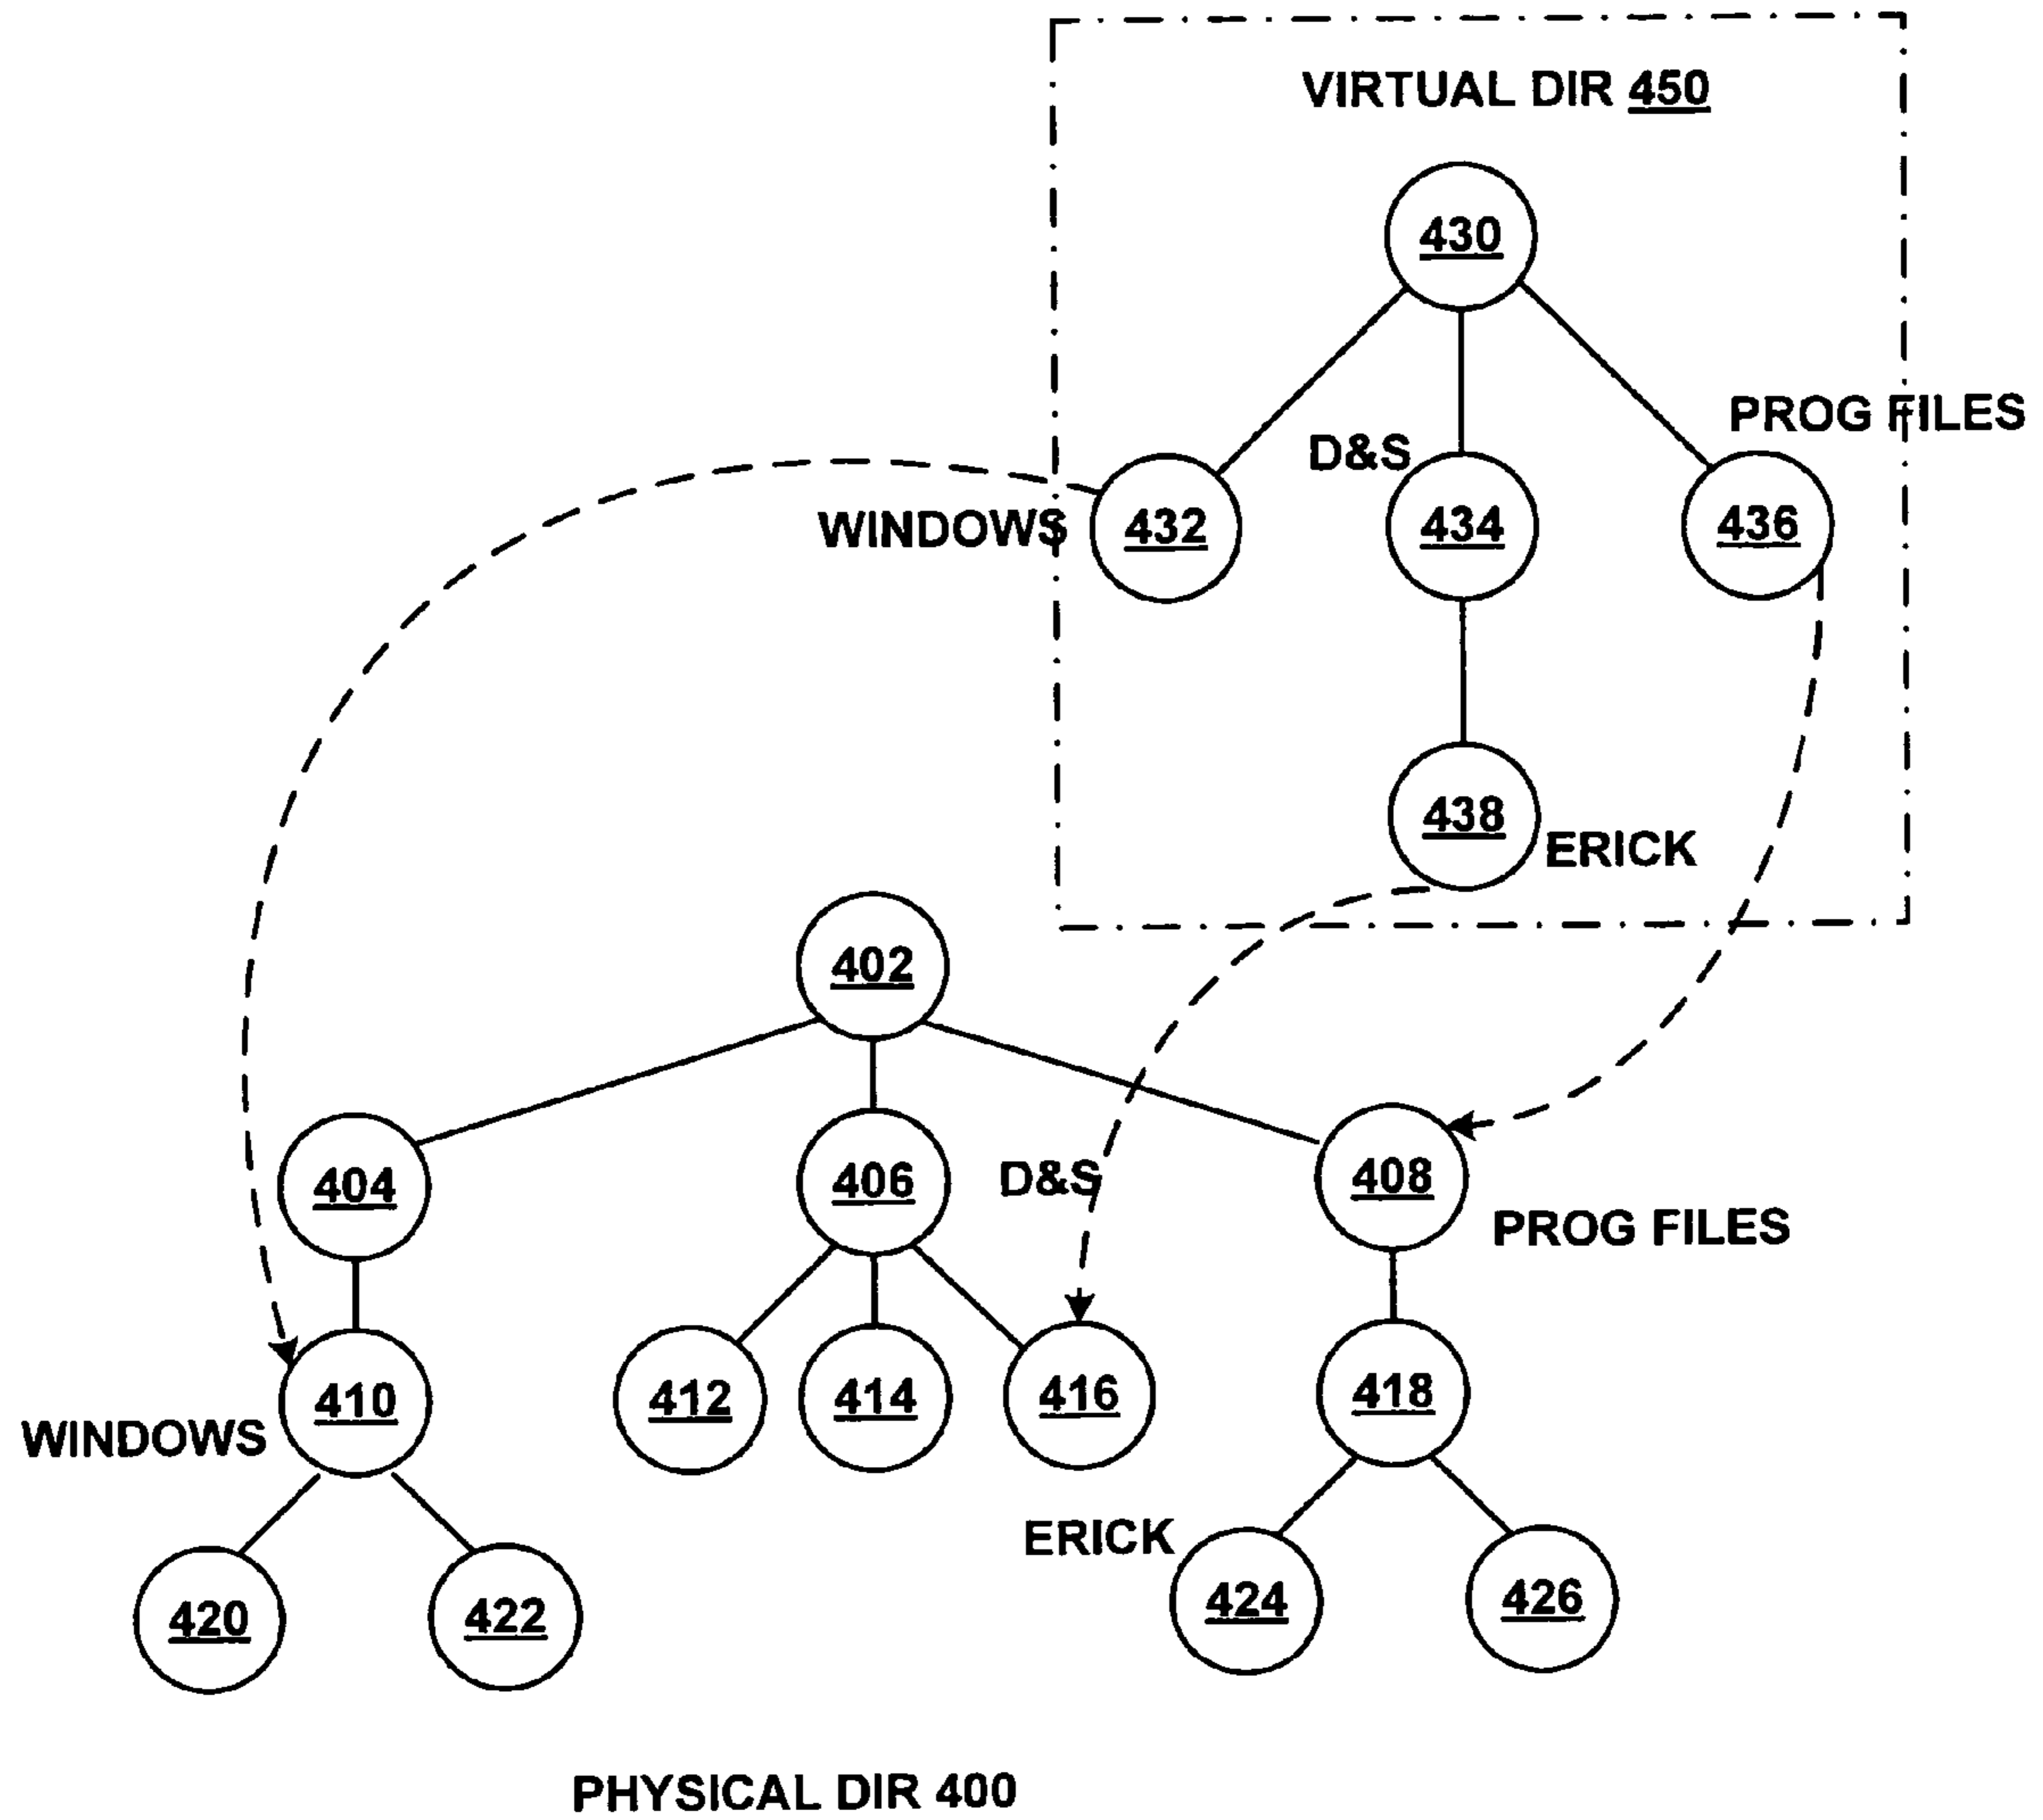 VIRTUAL DIR 450
430
PROG FILES
D&S
WINDOWS
432
434
436
438
ERICK
402
404
406
D&S
408
PROG FILES
410
412
414
416
418
WINDOWS
ERICK
420
422
424
426
PHYSICAL DIR 400